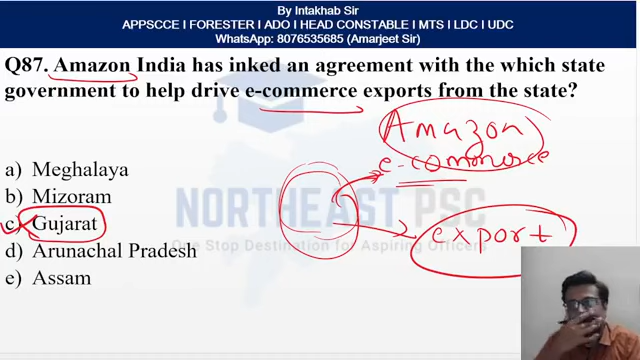 By Intakhab Sir
APPSCCE I FORESTER I ADO I HEAD CONSTABLE I MTS I LDC I UDC
WhatsApp: 8076535685 (Amarjeet Sir)
Q87. Amazon India has inked an agreement with the which state
government to help drive e-commerce exports from the state?
Amazon
e-commerce
a) Meghalaya
b) Mizoram
c) Gujarat
export
d) Arunachal Pradesh
e) Assam
NORTHEAST PSC
One Stop Destination for Aspiring Officers